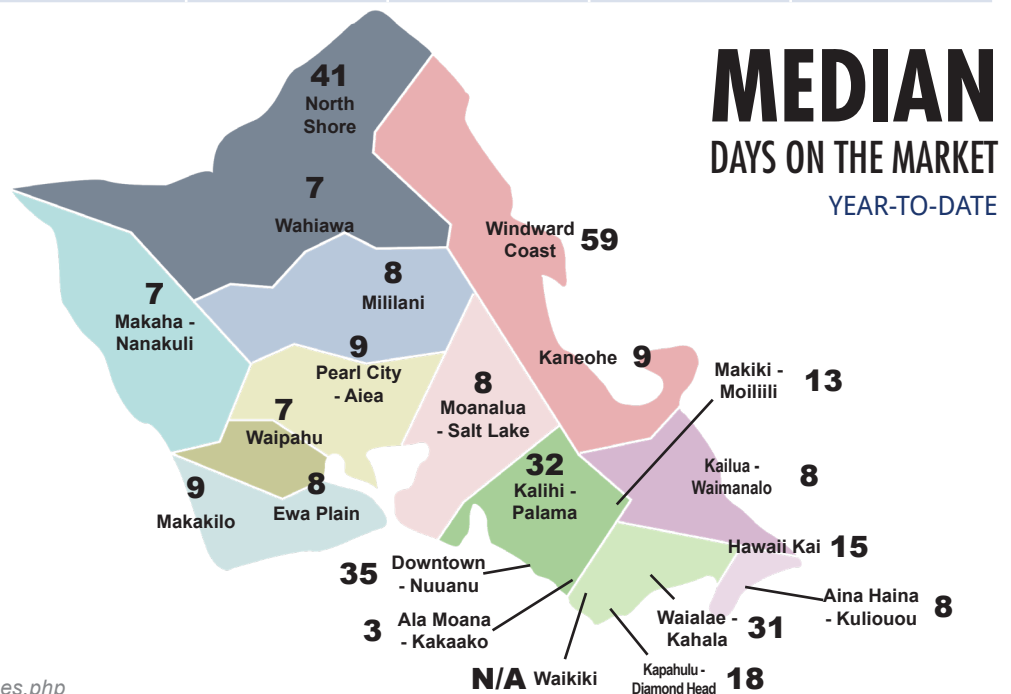 MEDIAN
DAYS ON THE MARKET
YEAR-TO-DATE
41
North
Shore
7
Wahiawa
Windward
Coast 59
8
Mililani
7
Makaha -
Nanakuli
9
Pearl City
- Aiea
Kaneohe 9
8
Moanalua
- Salt Lake
Makiki -
Moiliili 13
7
Waipahu
32
Kalihi -
Palama
Kailua -
Waimanalo 8
9
Makakilo
8
Ewa Plain
Hawaii Kai 15
35 Downtown
- Nuuanu
Aina Haina
- Kuliouou 8
3 Ala Moana
- Kakaako
Waialae -
Kahala 31
N/A Waikiki
Kapahulu -
Diamond Head 18
es.php